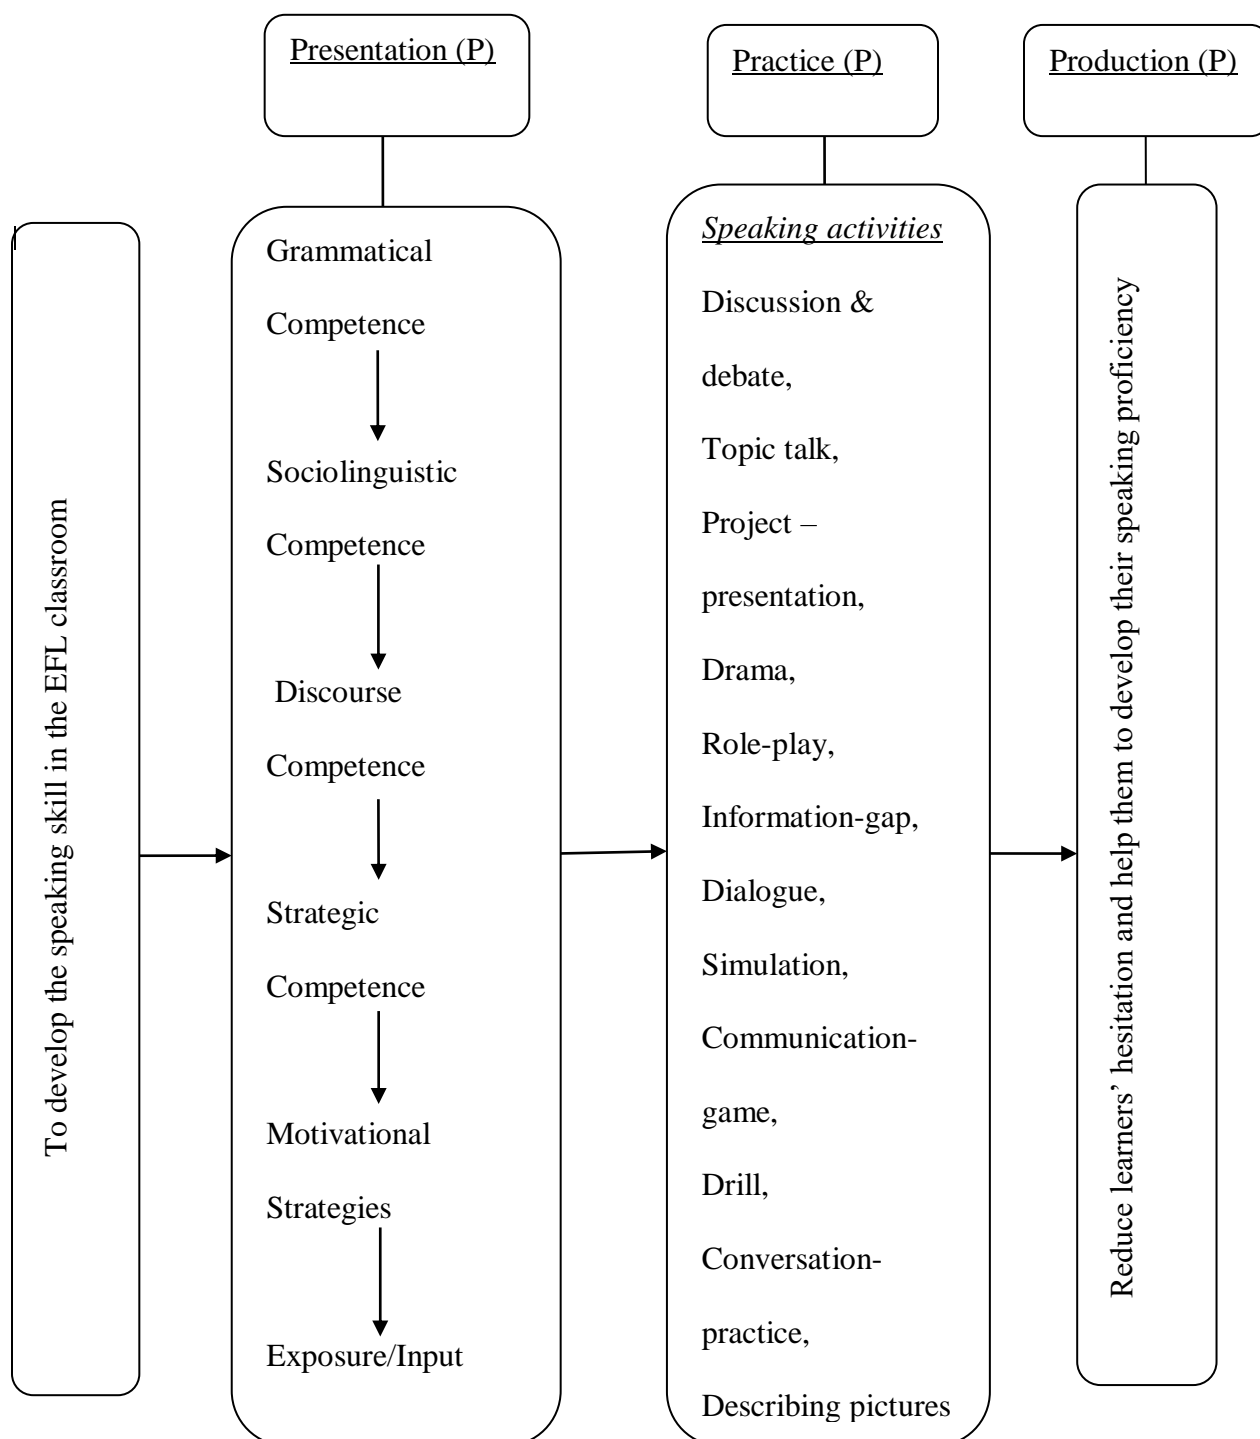 Presentation (P)
Practice (P)
Production (P)
To develop the speaking skill in the EFL classroom
Grammatical
Competence
Sociolinguistic
Competence
Discourse
Competence
Strategic
Competence
Motivational
Strategies
Exposure/Input
Speaking activities
Discussion &
debate,
Topic talk,
Project –
presentation,
Drama,
Role-play,
Information-gap,
Dialogue,
Simulation,
Communication-
game,
Drill,
Conversation-
practice,
Describing pictures
Reduce learners’ hesitation and help them to develop their speaking proficiency